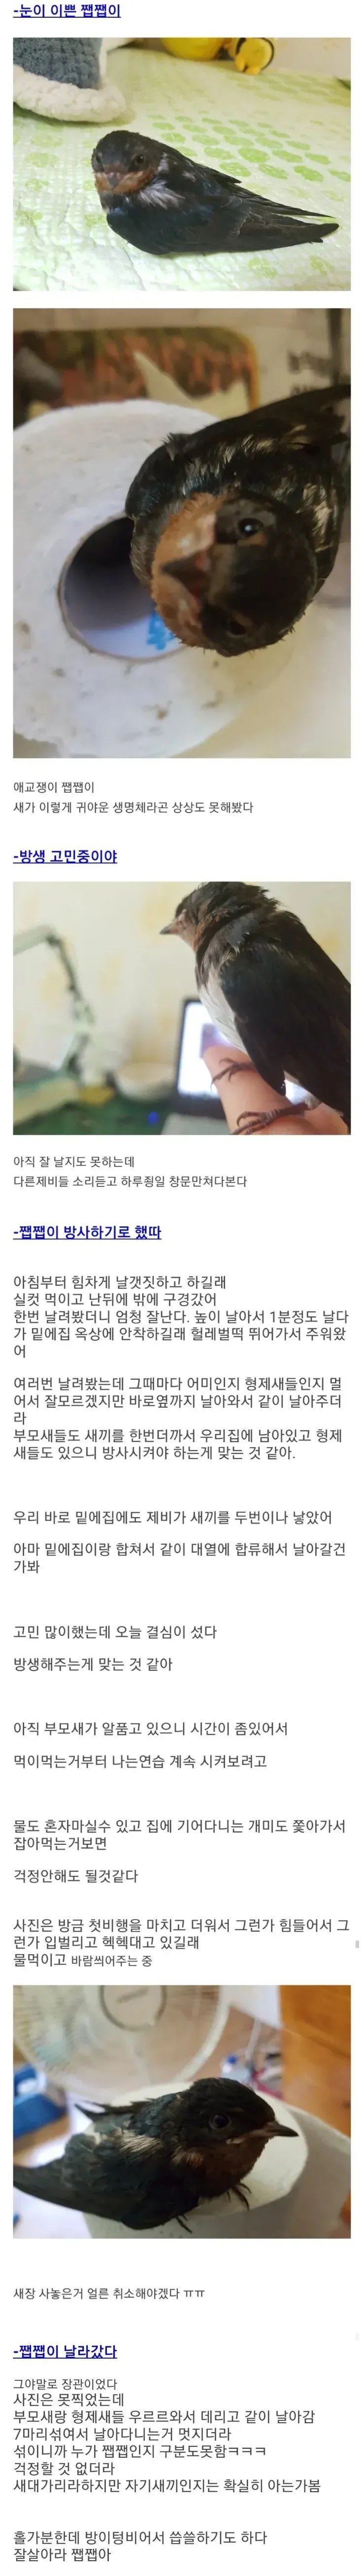 -눈이 이쁜 쨉쨉이
애교쟁이 쨉쨉이
새가 이렇게 귀야운 생명체라곤 상상도 못해봤다
-방생 고민중이야
아직 잘 날지도 못하는데
다른제비들 소리듣고 하루죙일 창문만쳐다본다
-쨉쨉이 방사하기로 했따
아침부터 힘차게 날갯짓하고 하길래
실컷 먹이고 난뒤에 밖에 구경갔어
한번 날려봤더니 엄청 잘난다. 높이 날아서 1분정도 날다
가 밑에집 옥상에 안착하길래 헐레벌떡 뛰어가서 주워왔
어
여러번 날려봤는데 그때마다 어미인지 형제새들인지 멀
어서 잘모르겠지만 바로옆까지 날아와서 같이 날아주더
라
부모새들도 새끼를 한번더까서 우리집에 남아있고 형제
새들도 있으니 방사시켜야 하는게 맞는 것 같아.
우리 바로 밑에집에도 제비가 새끼를 두번이나 낳았어
아마 밑에집이랑 합쳐서 같이 대열에 합류해서 날아갈건
가봐
고민 많이했는데 오늘 결심이 섰다
방생해주는게 맞는 것 같아
아직 부모새가 알품고 있으니 시간이 좀있어서
먹이먹는거부터 나는연습 계속 시켜보려고
물도 혼자마실수 있고 집에 기어다니는 개미도 쫓아가서
잡아먹는거보면
걱정안해도 될것같다
사진은 방금 첫비행을 마치고 더워서 그런가 힘들어서 그
런가 입벌리고 헥헥대고 있길래
물먹이고 바람씌어주는 중
새장 사놓은거 얼른 취소해야겠다 ㅠㅠ
-쨉쨉이 날라갔다
그야말로 장관이었다
사진은 못찍었는데
부모새랑 형제새들 우르르와서 데리고 같이 날아감
7마리섞여서 날아다니는거 멋지더라
섞이니까 누가 쨉쨉인지 구분도못함ㅋㅋㅋ
걱정할 것 없더라
새대가리라하지만 자기새끼인지는 확실히 아는가봄
홀가분한데 방이텅비어서 씁쓸하기도 하다
잘살아라 쨉쨉아